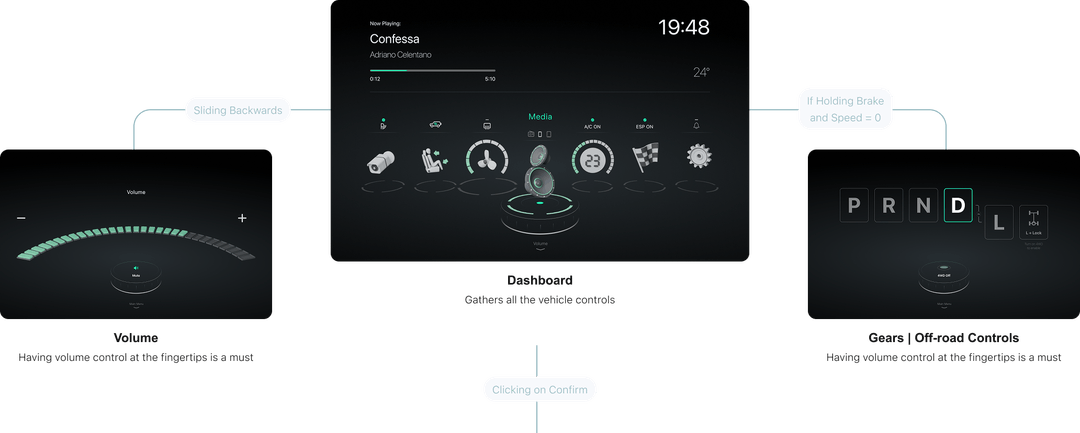 Now Playing:
Confessa
Adriano Celentano
0:12
5:10
19:48
24°
Sliding Backwards
If Holding Brake
and Speed = 0
Media
A/C ON
ESP ON
23
Volume
Volume
−
+
Mute
P R N D
L
L = Lock
4WD OFF
Dashboard
Gathers all the vehicle controls
Volume
Having volume control at the fingertips is a must
Gears | Off-road Controls
Having volume control at the fingertips is a must
Clicking on Confirm